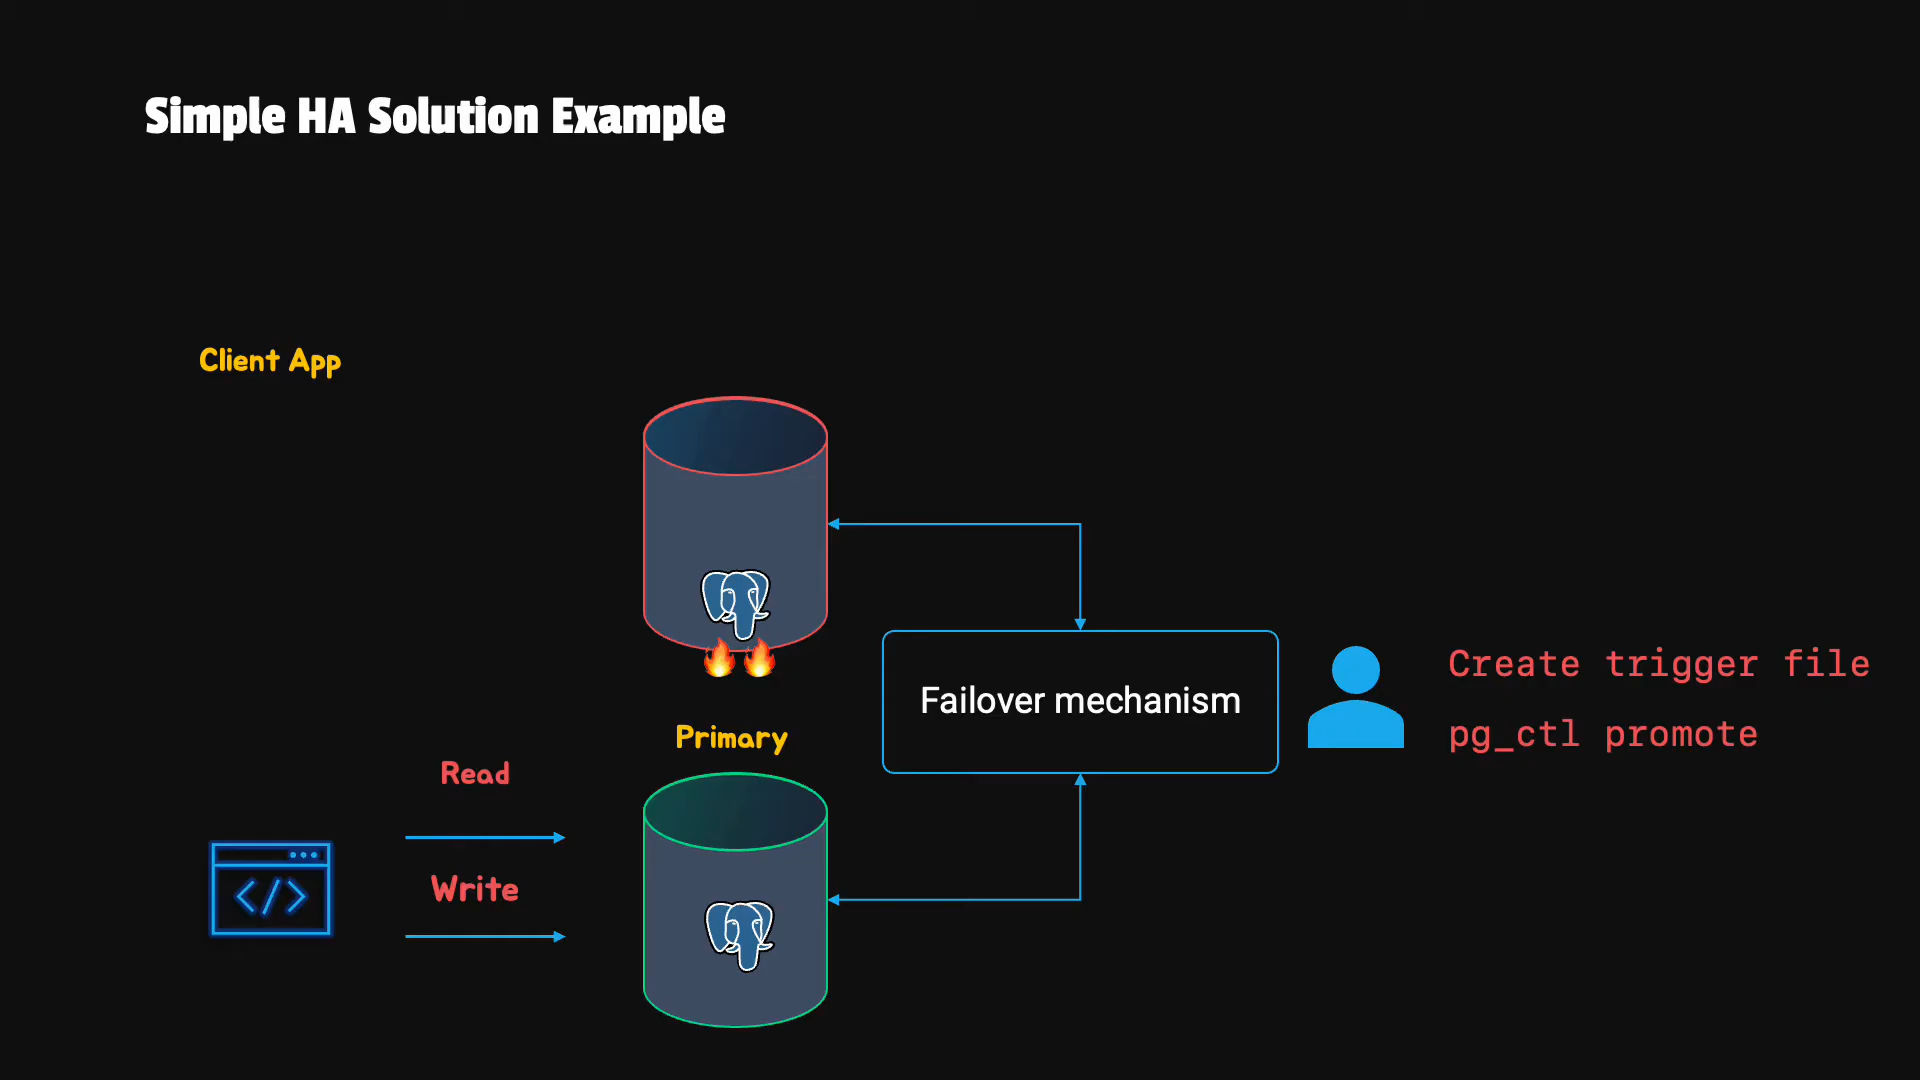 Simple HA Solution Example
Client App
Failover mechanism
Create trigger file
pg_ctl promote
Primary
Read
Write